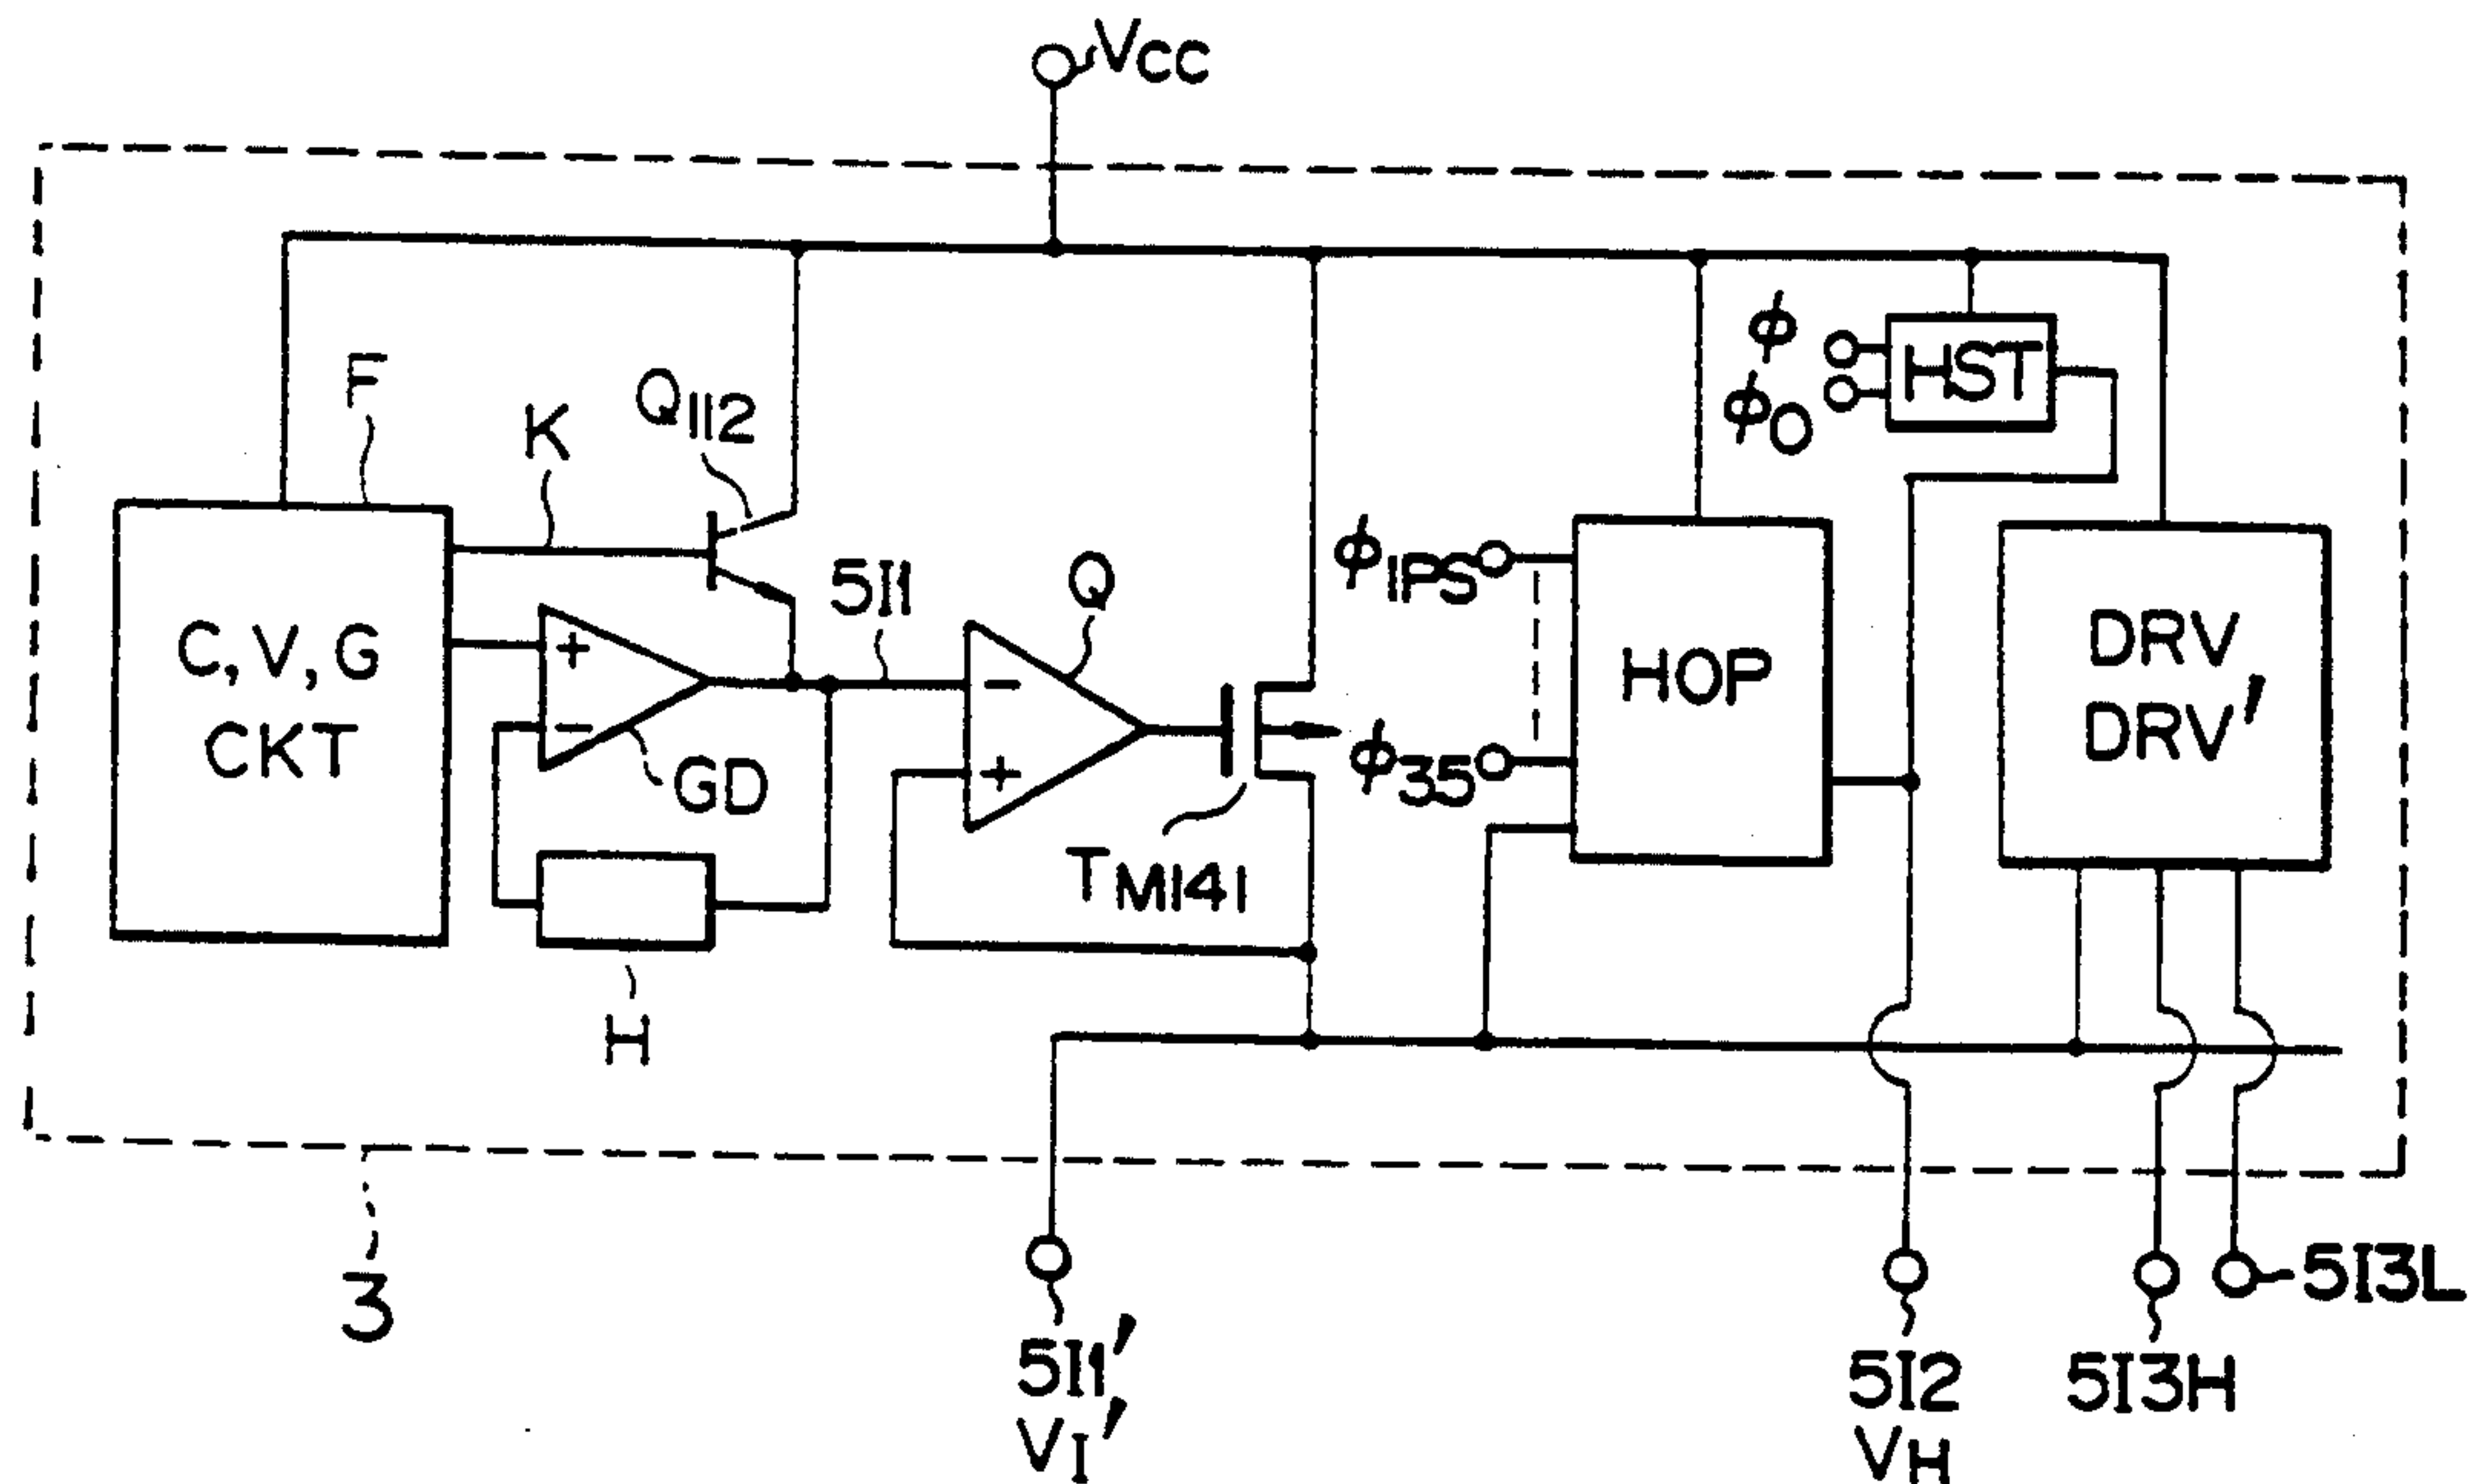 Vcc
F
K
Q112
φ
φ0
HST
C, V, G
CKT
+
−
GD
H
511
Q
−
+
TM141
φ1PS
φ35
HOP
DRV
DRV'
3
511'
VI'
512
VH
513H
513L